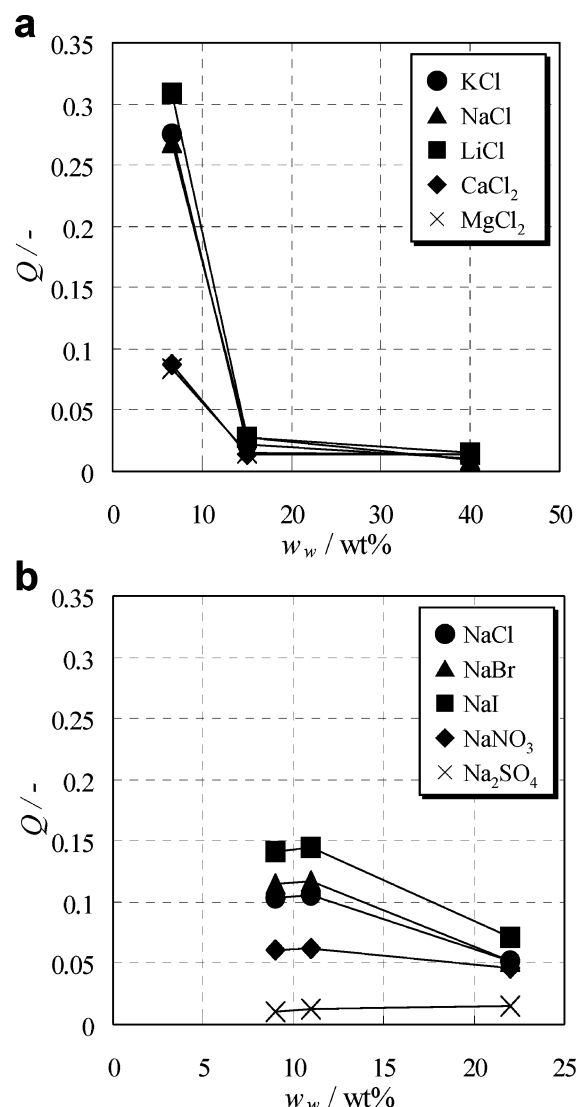 a
0.35
0.3
0.25
0.2
0.15
0.1
0.05
0
Q / -
KCl
NaCl
LiCl
CaCl2
MgCl2
0 10 20 30 40 50
ww / wt%
b
0.35
0.3
0.25
0.2
0.15
0.1
0.05
0
Q / -
NaCl
NaBr
NaI
NaNO3
Na2SO4
0 5 10 15 20 25
ww / wt%